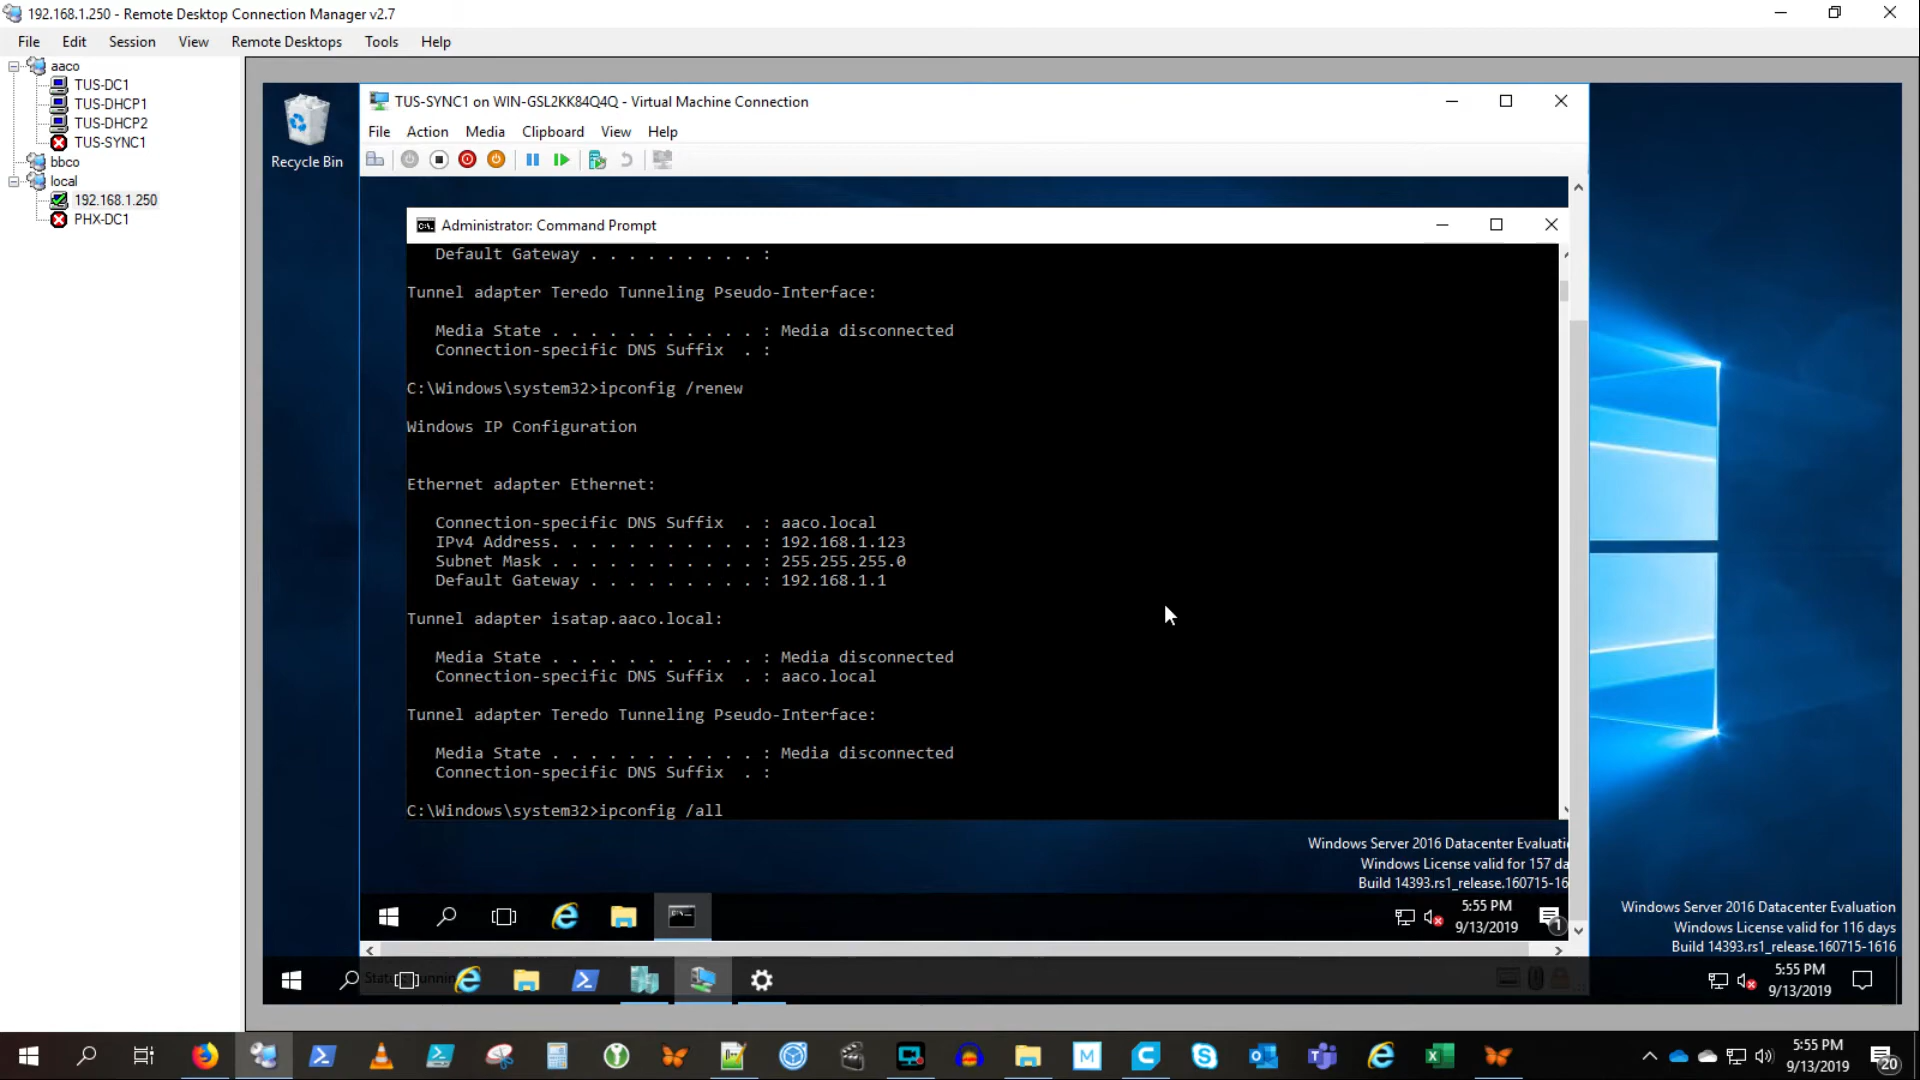 192.168.1.250 - Remote Desktop Connection Manager v2.7
File Edit Session View Remote Desktops Tools Help
aaco
TUS-DC1
TUS-DHCP1
TUS-DHCP2
TUS-SYNC1
bbco
local
192.168.1.250
PHX-DC1
Recycle Bin
TUS-SYNC1 on WIN-GSL2KK84Q4Q - Virtual Machine Connection
File Action Media Clipboard View Help
Administrator: Command Prompt
Default Gateway . . . . . . . . . :
Tunnel adapter Teredo Tunneling Pseudo-Interface:
Media State . . . . . . . . . . . : Media disconnected
Connection-specific DNS Suffix . :
C:\Windows\system32>ipconfig /renew
Windows IP Configuration
Ethernet adapter Ethernet:
Connection-specific DNS Suffix . : aaco.local
IPv4 Address. . . . . . . . . . . : 192.168.1.123
Subnet Mask . . . . . . . . . . . : 255.255.255.0
Default Gateway . . . . . . . . . : 192.168.1.1
Tunnel adapter isatap.aaco.local:
Media State . . . . . . . . . . . : Media disconnected
Connection-specific DNS Suffix . : aaco.local
Tunnel adapter Teredo Tunneling Pseudo-Interface:
Media State . . . . . . . . . . . : Media disconnected
Connection-specific DNS Suffix . :
C:\Windows\system32>ipconfig /all
Windows Server 2016 Datacenter Evaluati
Windows License valid for 157 da
Build 14393.rs1_release.160715-16
5:55 PM
9/13/2019
1
Windows Server 2016 Datacenter Evaluation
Windows License valid for 116 days
Build 14393.rs1_release.160715-1616
5:55 PM
9/13/2019
5:55 PM
9/13/2019
20